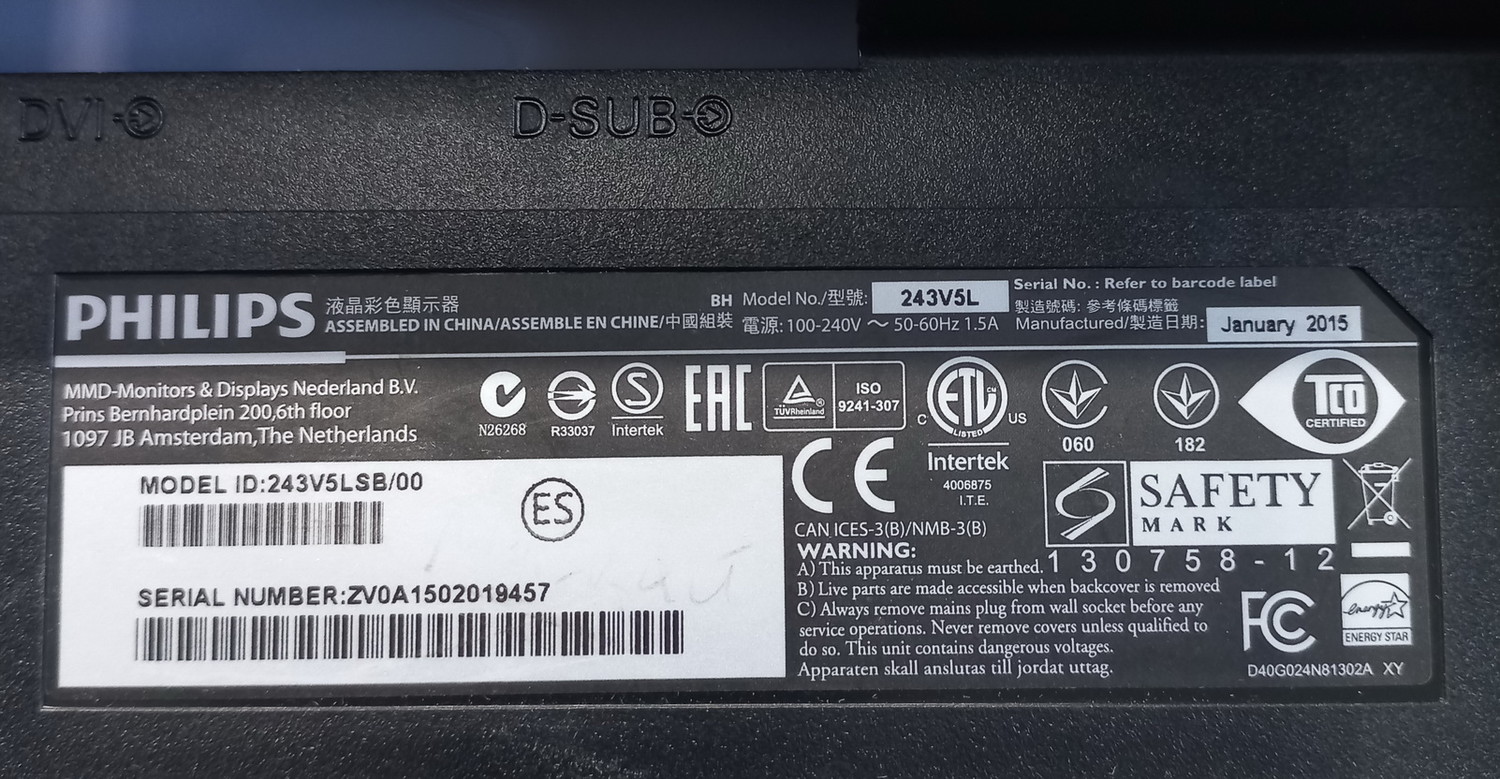 DVI
D-SUB
PHILIPS
液晶彩色顯示器
ASSEMBLED IN CHINA/ASSEMBLE EN CHINE/中國組裝
BH Model No./型號: 243V5L
電源: 100-240V ～ 50-60Hz 1.5A
Serial No. : Refer to barcode label
製造號碼: 參考條碼標籤
Manufactured/製造日期: January 2015
MMD-Monitors & Displays Nederland B.V.
Prins Bernhardplein 200,6th floor
1097 JB Amsterdam,The Netherlands
N26268
R33037
S
Intertek
EAC
TÜVRheinland
ISO
9241-307
ETL
LISTED
C
US
Intertek
4006875
I.T.E.
060
182
TCO
CERTIFIED
MODEL ID:243V5LSB/00
ES
SERIAL NUMBER:ZV0A1502019457
CE
CAN ICES-3(B)/NMB-3(B)
SAFETY
MARK
130758-12
WARNING:
A) This apparatus must be earthed.
B) Live parts are made accessible when backcover is removed
C) Always remove mains plug from wall socket before any
service operations. Never remove covers unless qualified to
do so. This unit contains dangerous voltages.
Apparaten skall anslutas till jordat uttag.
FC
energy
ENERGY STAR
D40G024N81302A XY